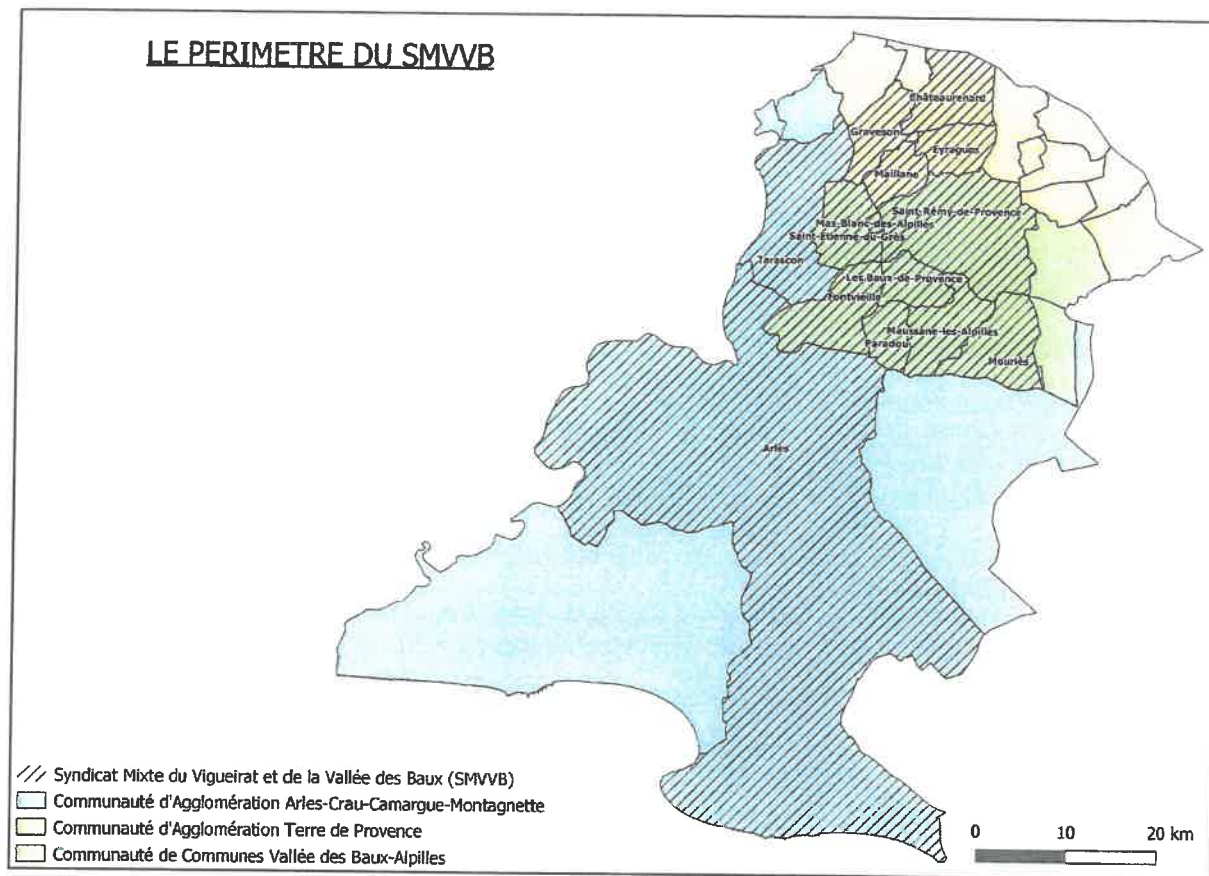 LE PERIMETRE DU SMVVB
Châteaurenard
Graveson
Eyragues
Maillane
Saint-Rémy-de-Provence
Mas-Blanc-des-Alpilles
Saint-Etienne-du-Grès
Tarascon
Les Baux-de-Provence
Fontvieille
Maussane-les-Alpilles
Paradou
Mouriès
Arles
Syndicat Mixte du Vigueirat et de la Vallée des Baux (SMVVB)
Communauté d'Agglomération Arles-Crau-Camargue-Montagnette
Communauté d'Agglomération Terre de Provence
Communauté de Communes Vallée des Baux-Alpilles
0 10 20 km